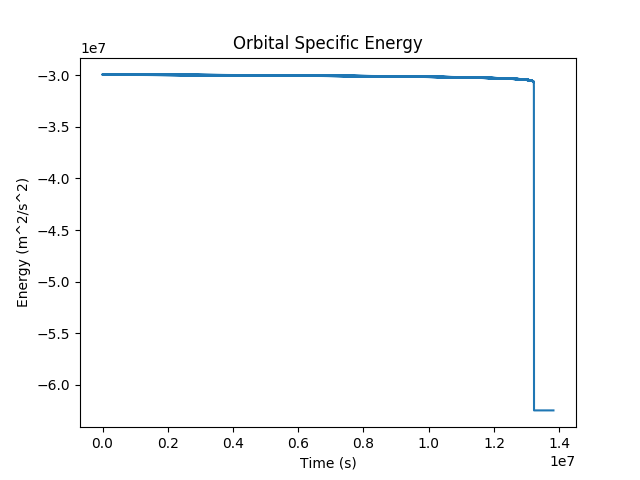 Orbital Specific Energy
1e7
−3.0
−3.5
−4.0
−4.5
−5.0
−5.5
−6.0
Energy (m^2/s^2)
0.0 0.2 0.4 0.6 0.8 1.0 1.2 1.4
1e7
Time (s)